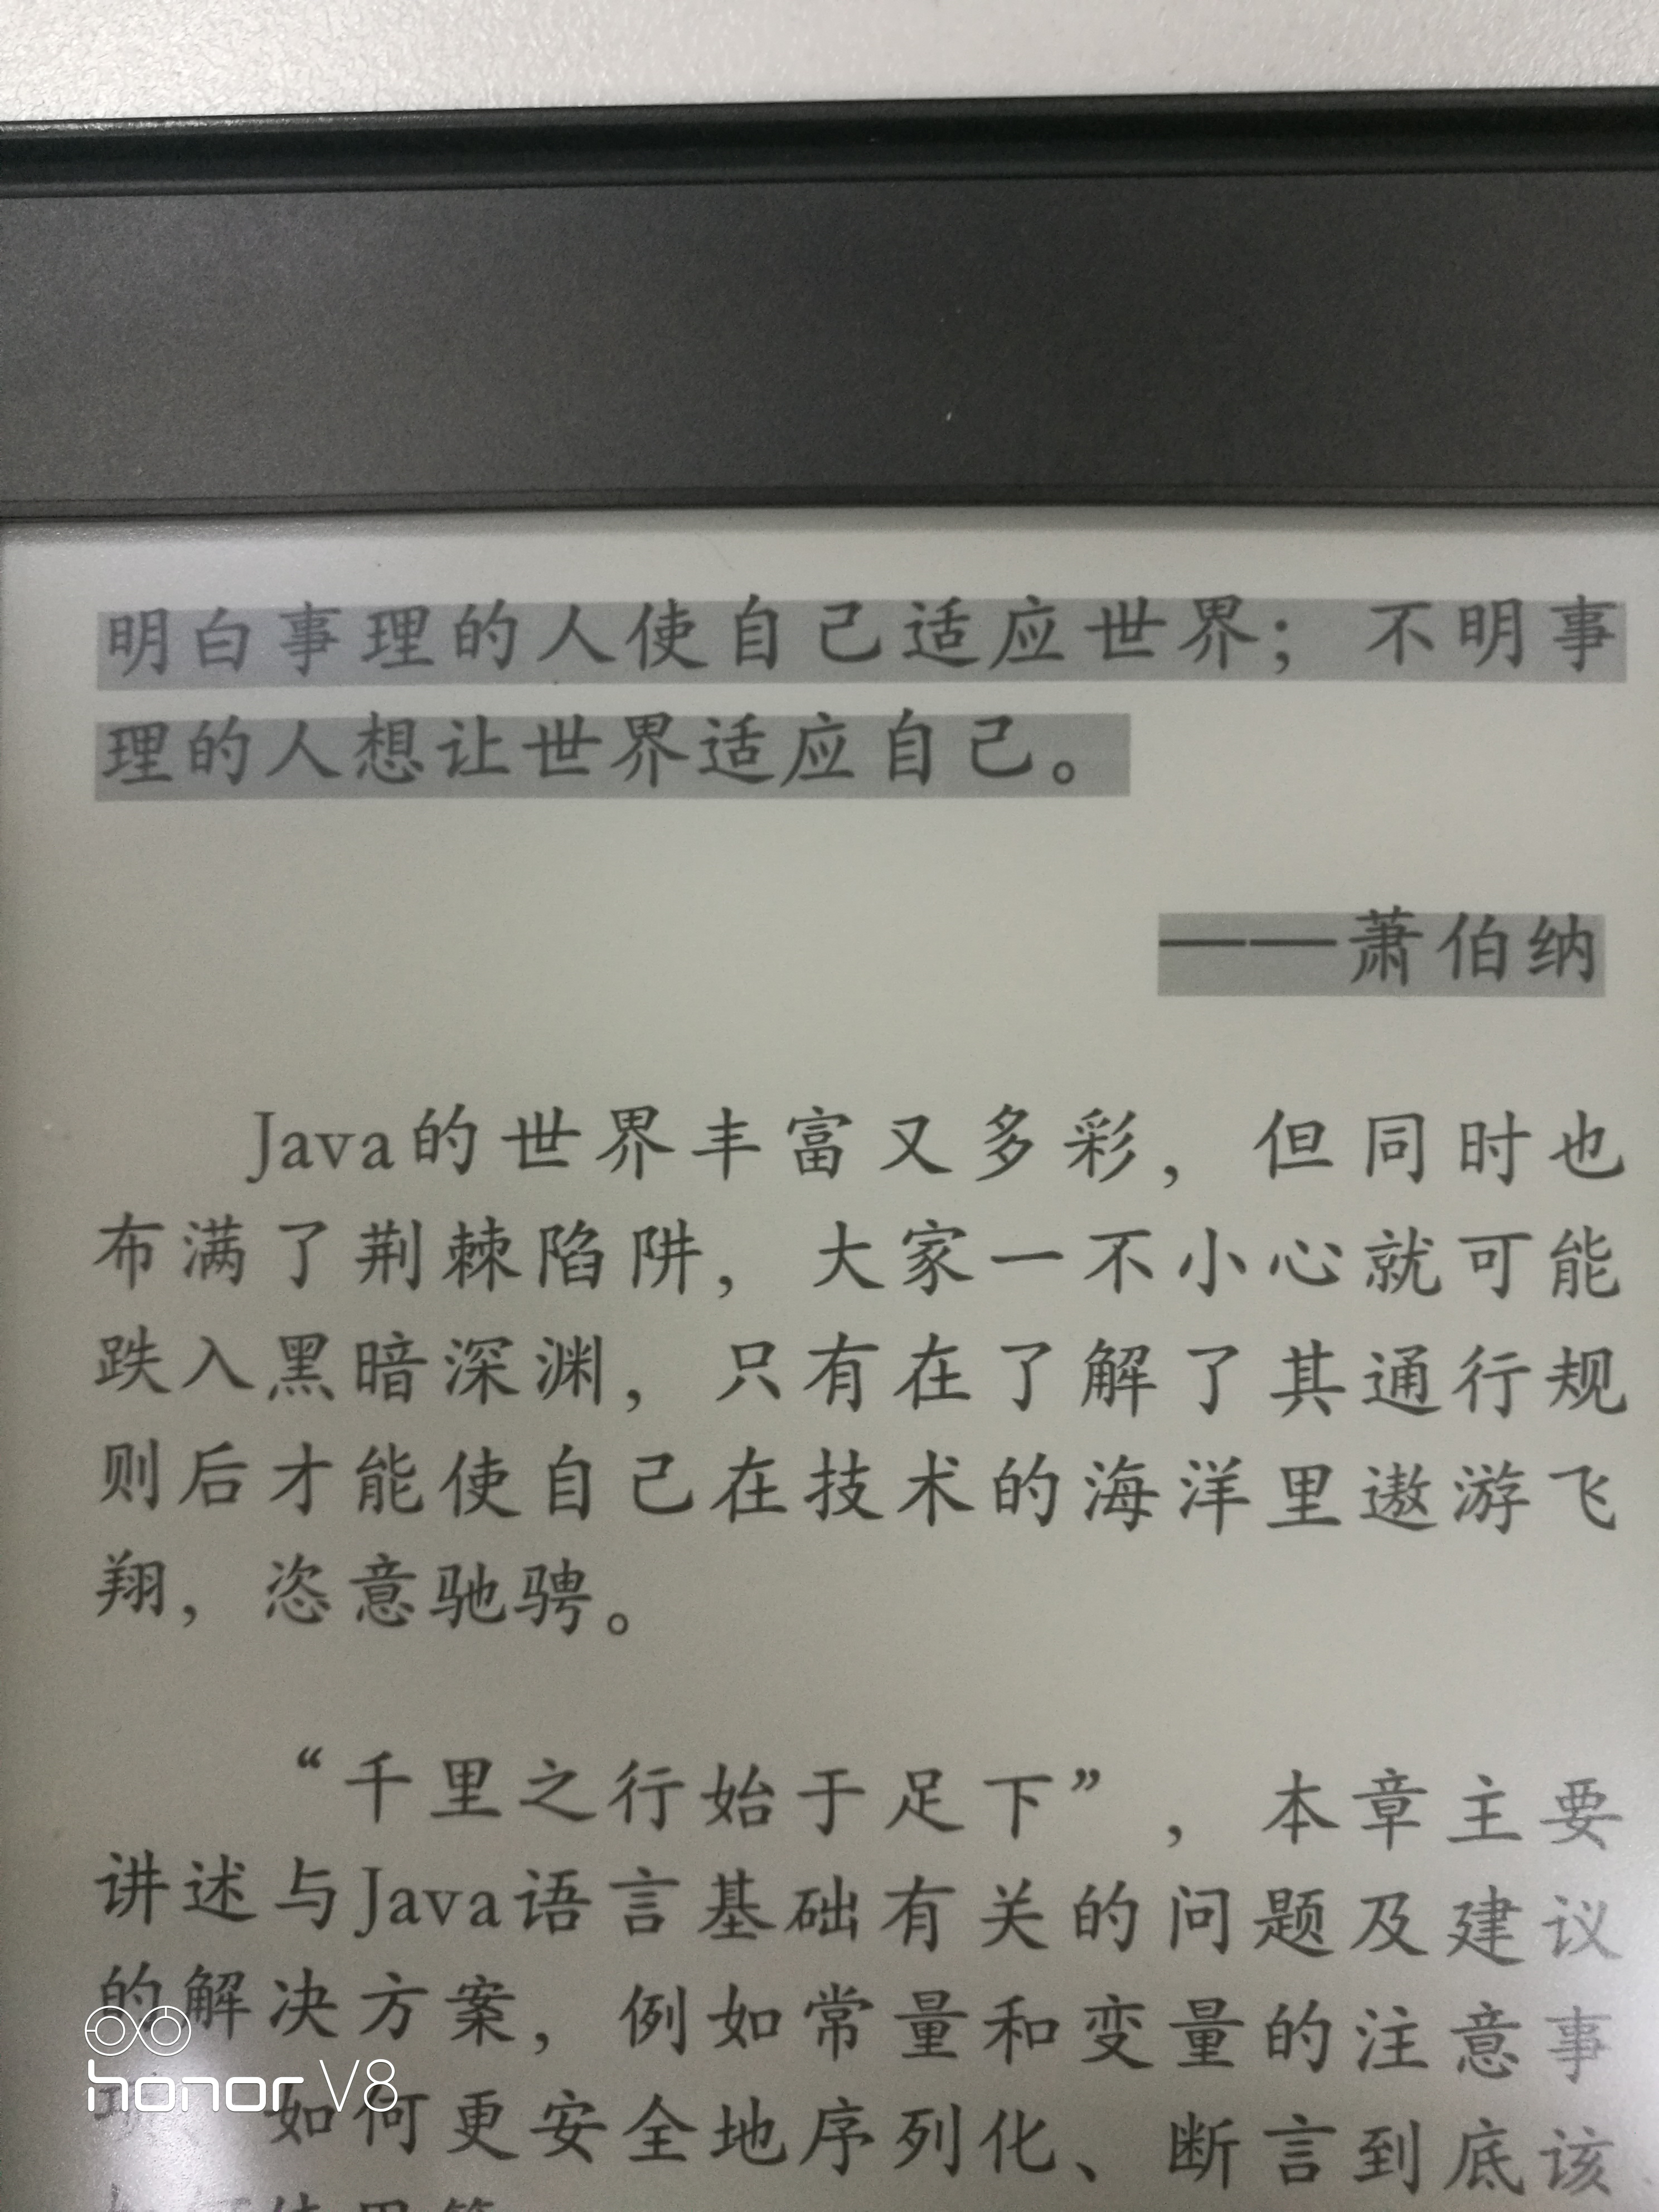 明白事理的人使自己适应世界；不明事
理的人想让世界适应自己。
——萧伯纳
Java的世界丰富又多彩，但同时也
布满了荆棘陷阱，大家一不小心就可能
跌入黑暗深渊，只有在了解了其通行规
则后才能使自己在技术的海洋里遨游飞
翔，恣意驰骋。
“千里之行始于足下”，本章主要
讲述与Java语言基础有关的问题及建议
的解决方案，例如常量和变量的注意事
如何更安全地序列化、断言到底该
honor V8